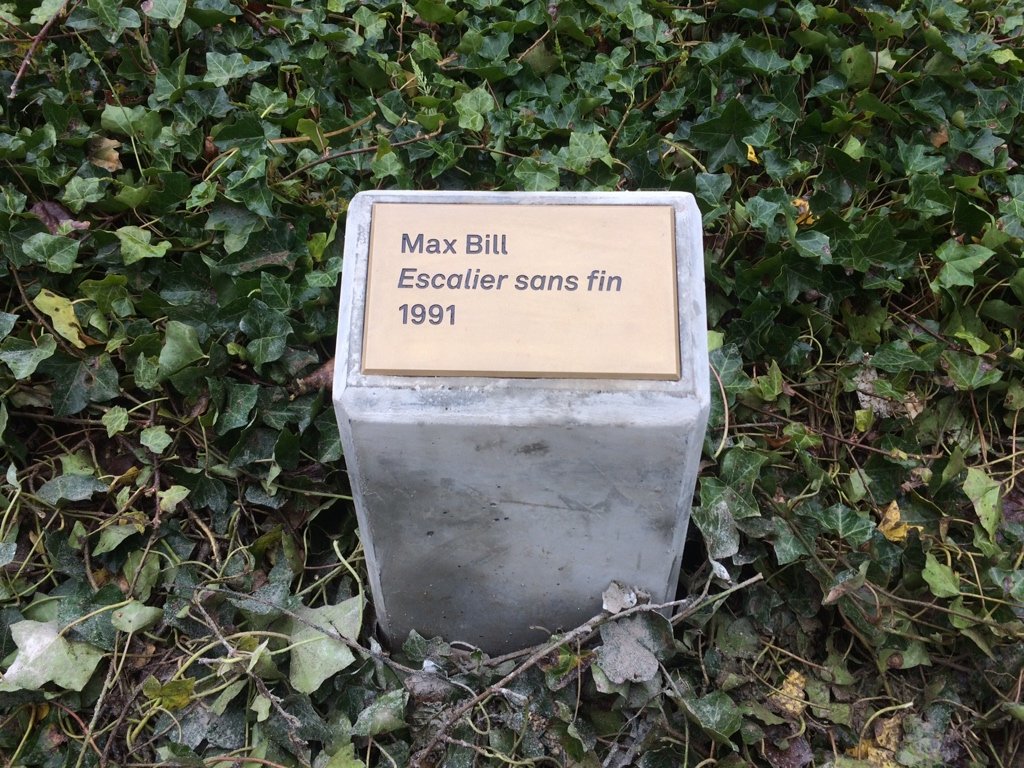 Max Bill
Escalier sans fin
1991